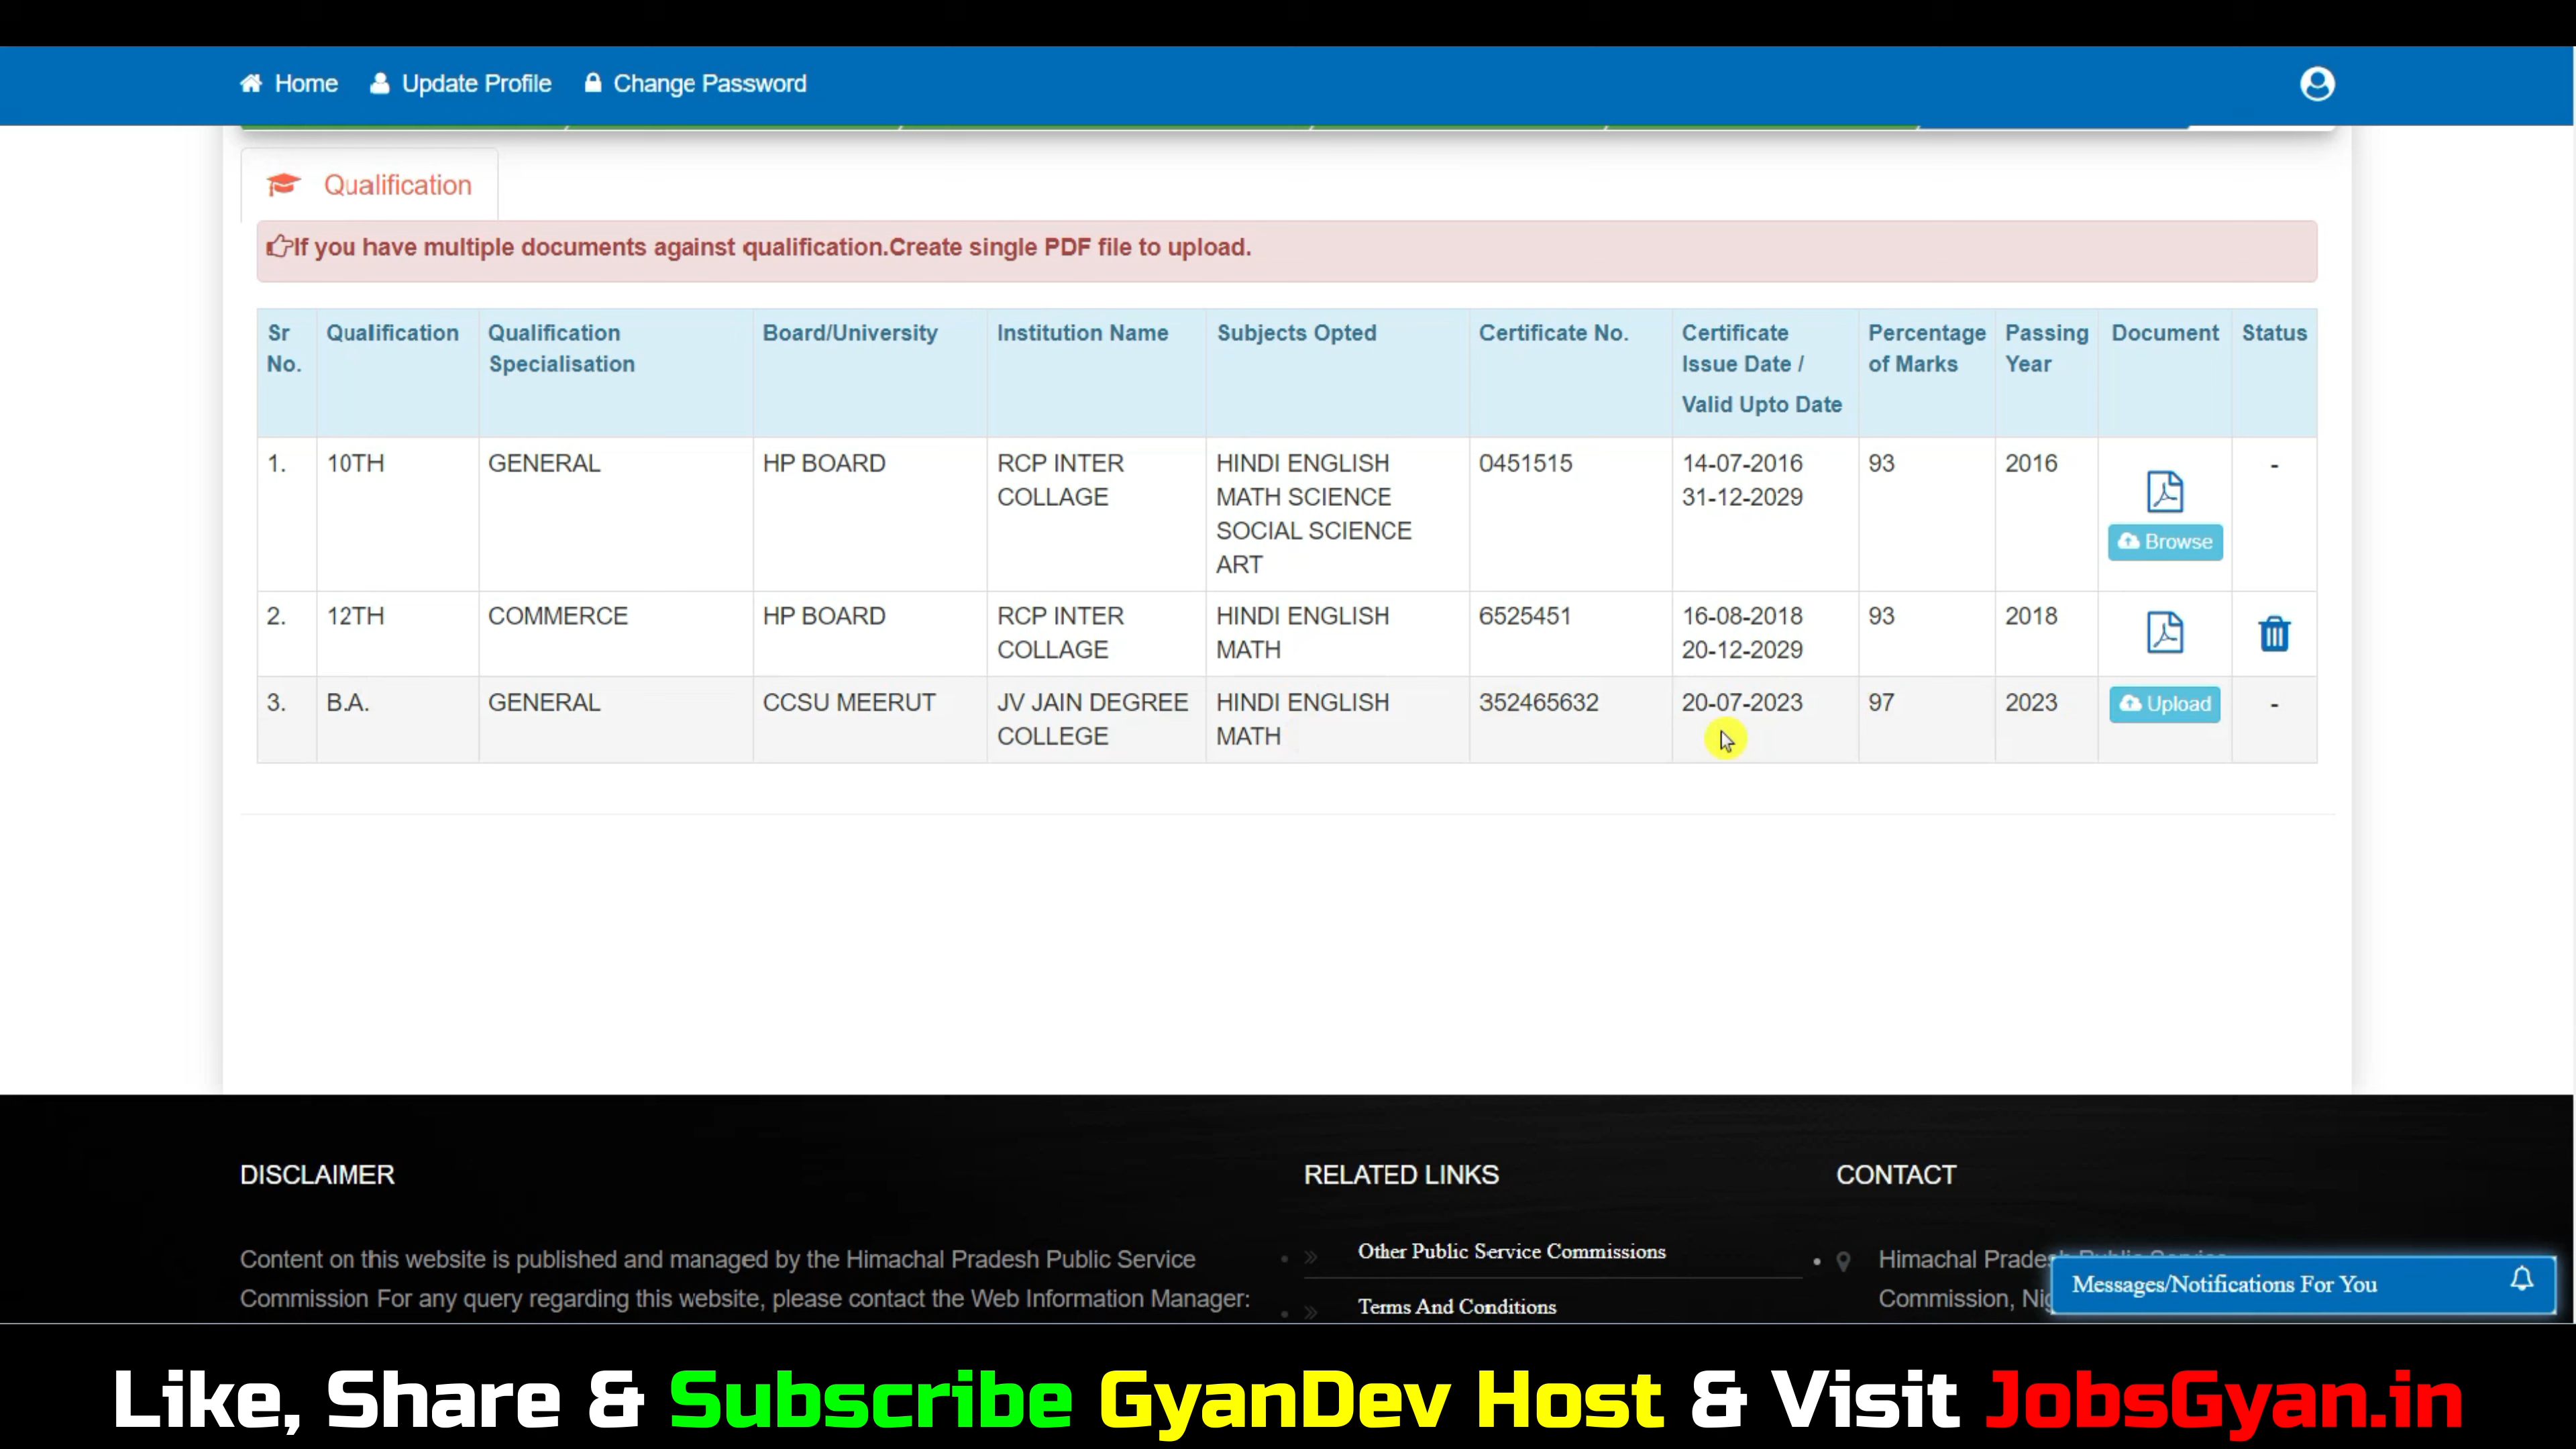 Home Update Profile Change Password
Qualification
If you have multiple documents against qualification.Create single PDF file to upload.
Sr No. Qualification Qualification Specialisation Board/University Institution Name Subjects Opted Certificate No. Certificate Issue Date / Valid Upto Date Percentage of Marks Passing Year Document Status
1. 10TH GENERAL HP BOARD RCP INTER COLLAGE HINDI ENGLISH MATH SCIENCE SOCIAL SCIENCE ART 0451515 14-07-2016 31-12-2029 93 2016 Browse -
2. 12TH COMMERCE HP BOARD RCP INTER COLLAGE HINDI ENGLISH MATH 6525451 16-08-2018 20-12-2029 93 2018
3. B.A. GENERAL CCSU MEERUT JV JAIN DEGREE COLLEGE HINDI ENGLISH MATH 352465632 20-07-2023 97 2023 Upload -
DISCLAIMER
Content on this website is published and managed by the Himachal Pradesh Public Service
Commission For any query regarding this website, please contact the Web Information Manager:
RELATED LINKS
Other Public Service Commissions
Terms And Conditions
CONTACT
Himachal Pradesh Public Service
Commission,
Messages/Notifications For You
Like, Share & Subscribe GyanDev Host & Visit JobsGyan.in